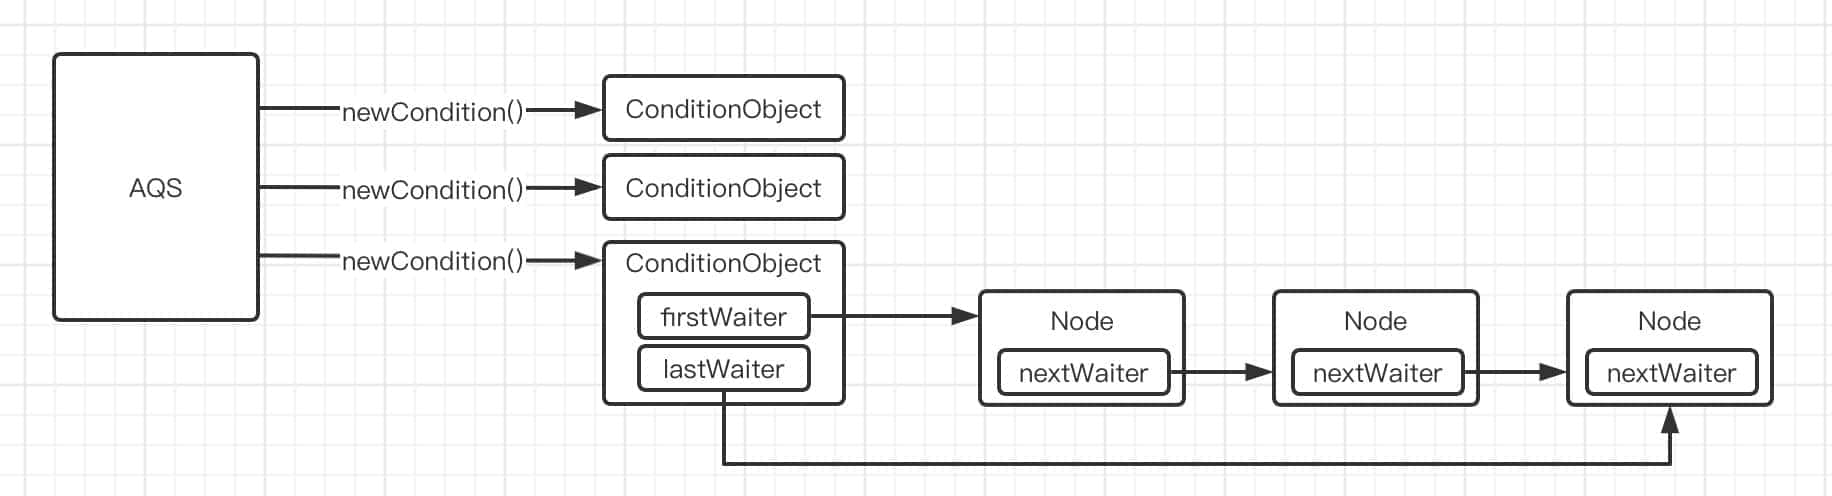 AQS
newCondition()
ConditionObject
newCondition()
ConditionObject
newCondition()
ConditionObject
firstWaiter
lastWaiter
Node
nextWaiter
Node
nextWaiter
Node
nextWaiter